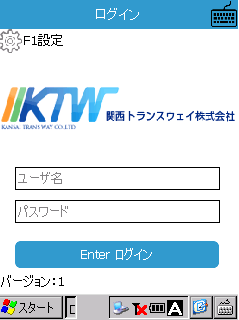 ログイン
F1設定
KTW
関西トランスウェイ株式会社
KANSAI TRANS WAY CO.LTD
ユーザ名
パスワード
Enter ログイン
バージョン:1
スタート
A